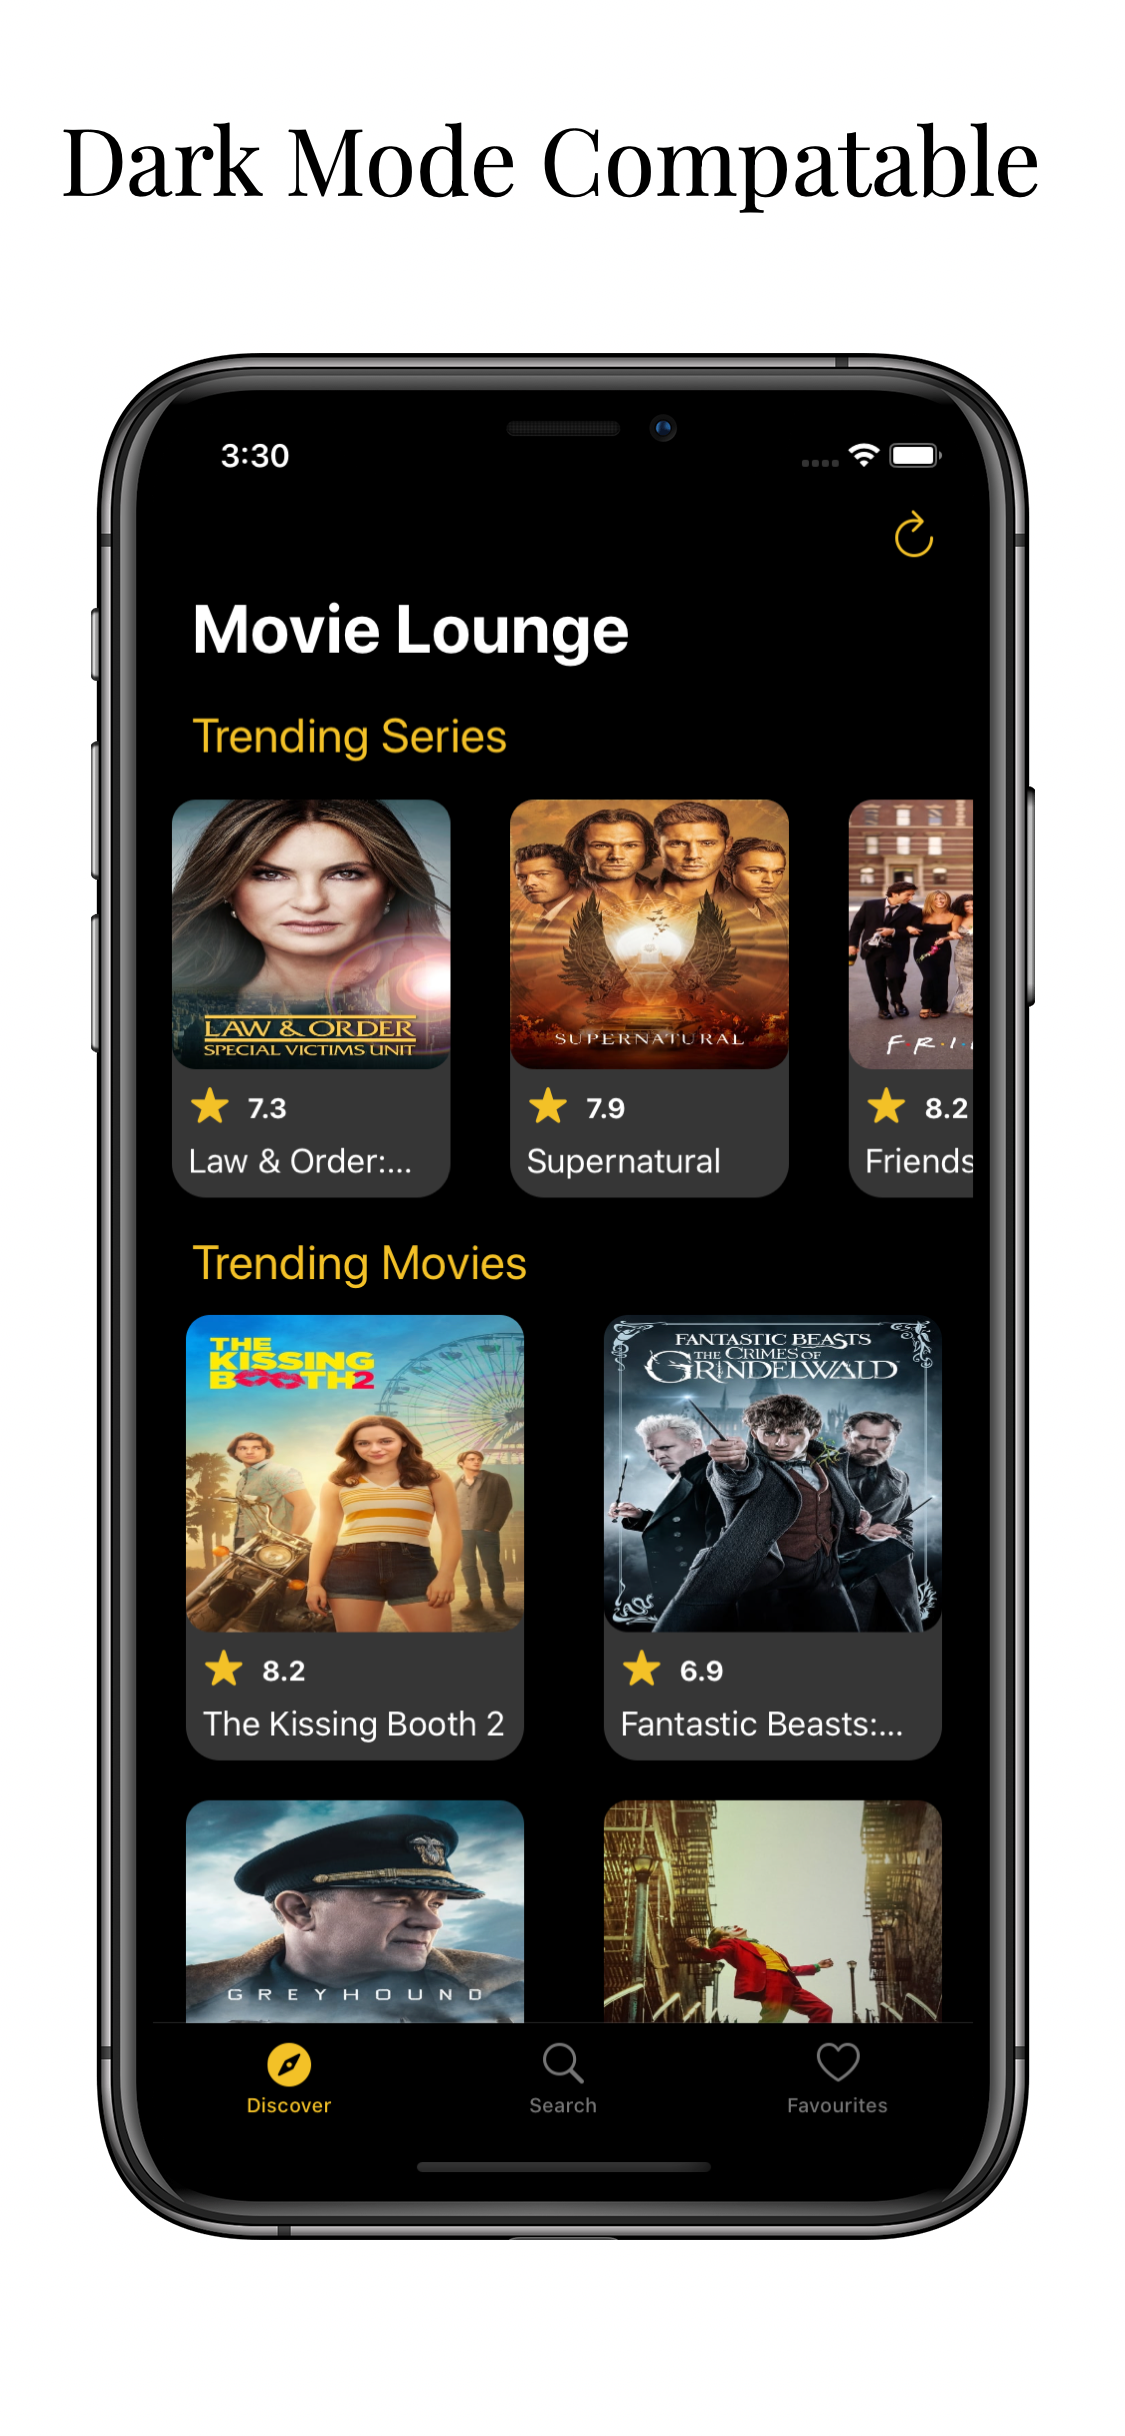 Dark Mode Compatable
3:30
Movie Lounge
Trending Series
LAW & ORDER
SPECIAL VICTIMS UNIT
SUPERNATURAL
FRI
7.3
7.9
8.2
Law & Order:...
Supernatural
Friends
Trending Movies
THE
KISSING
BOOTH2
FANTASTIC BEASTS
THE CRIMES OF
GRINDELWALD
8.2
6.9
The Kissing Booth 2
Fantastic Beasts:...
GREYHOUND
Discover
Search
Favourites